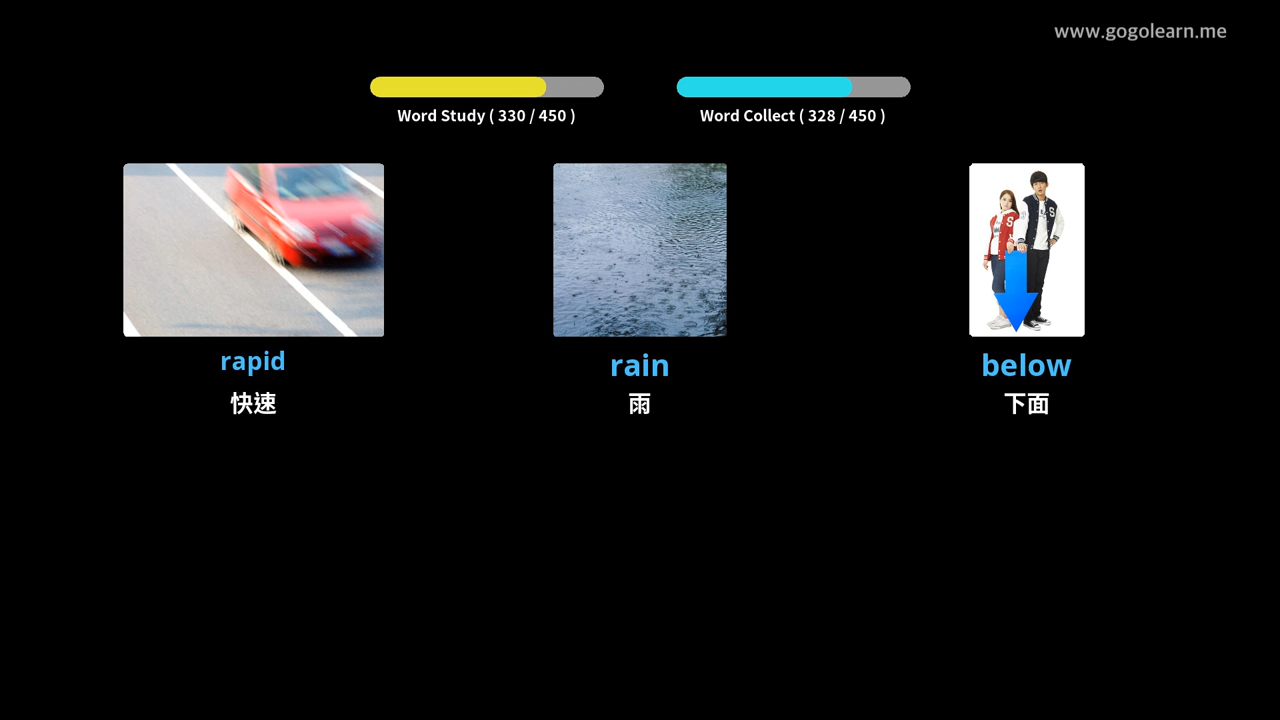 www.gogolearn.me
Word Study ( 330 / 450 )
Word Collect ( 328 / 450 )
rapid
快速
rain
雨
below
下面